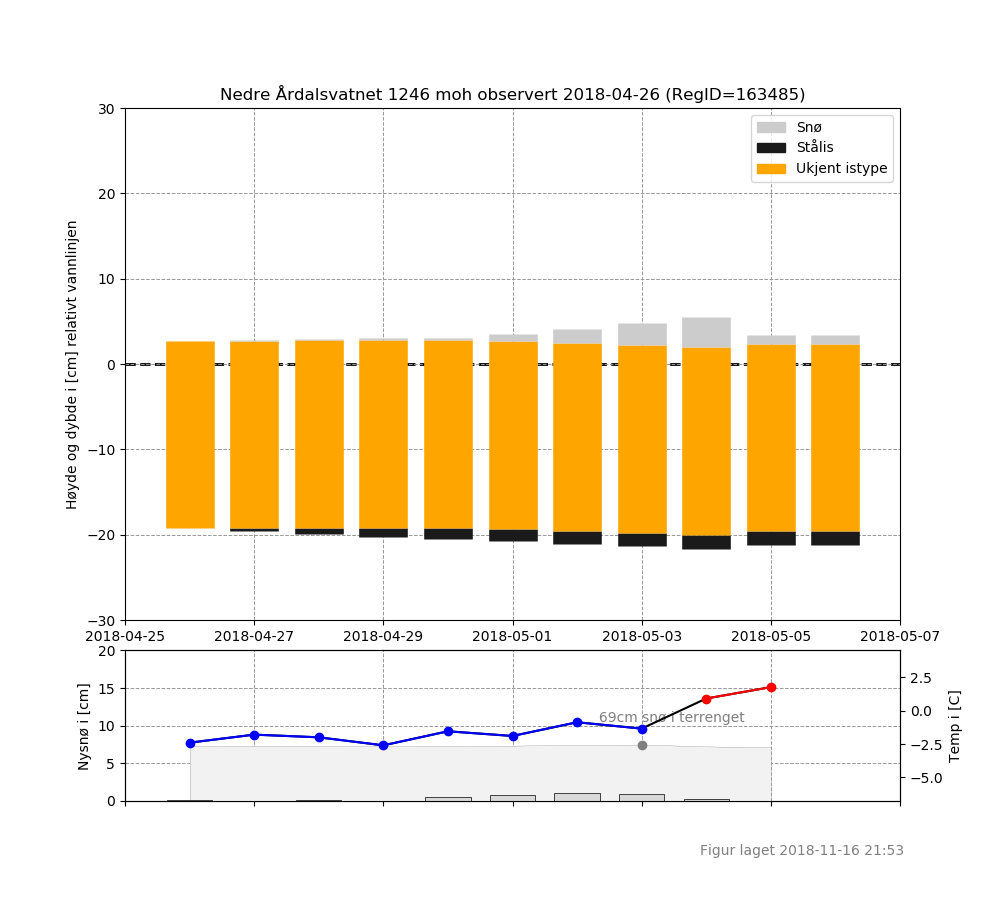 Nedre Årdalsvatnet 1246 moh observert 2018-04-26 (RegID=163485)
Snø
Stålis
Ukjent istype
Høyde og dybde i [cm] relativt vannlinjen
30
20
10
0
−10
−20
−30
2018-04-25 2018-04-27 2018-04-29 2018-05-01 2018-05-03 2018-05-05 2018-05-07
Nysnø i [cm]
20
15
10
5
0
69cm snø i terrenget
2.5
0.0
−2.5
−5.0
Temp i [C]
Figur laget 2018-11-16 21:53